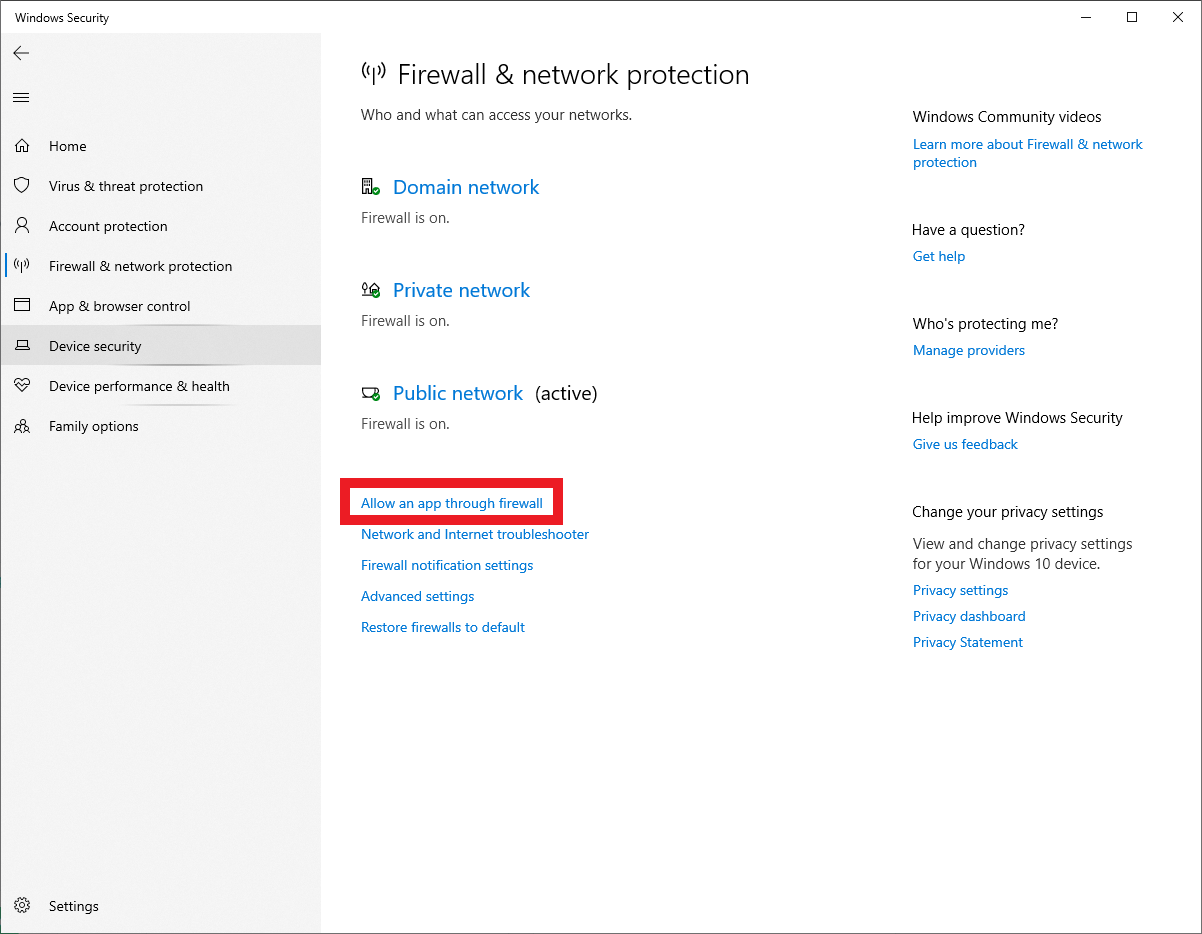 Windows Security
Home
Virus & threat protection
Account protection
Firewall & network protection
App & browser control
Device security
Device performance & health
Family options
Settings
Firewall & network protection
Who and what can access your networks.
Domain network
Firewall is on.
Private network
Firewall is on.
Public network (active)
Firewall is on.
Allow an app through firewall
Network and Internet troubleshooter
Firewall notification settings
Advanced settings
Restore firewalls to default
Windows Community videos
Learn more about Firewall & network
protection
Have a question?
Get help
Who's protecting me?
Manage providers
Help improve Windows Security
Give us feedback
Change your privacy settings
View and change privacy settings
for your Windows 10 device.
Privacy settings
Privacy dashboard
Privacy Statement